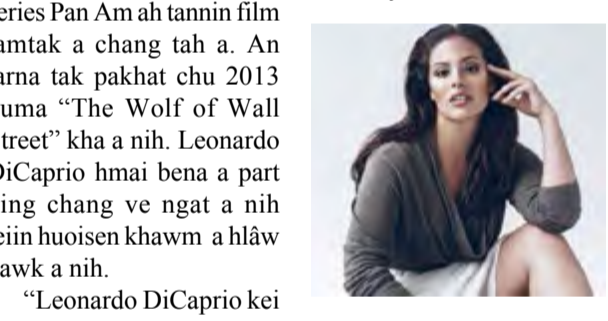 eries Pan Am ah tannin film
amtak a chang tah a. An
arna tak pakhat chu 2013
uma “The Wolf of Wall
treet” kha a nih. Leonardo
DiCaprio hmai bena a part
ing chang ve ngat a nih
eiin huoisen khawm a hlâw
awk a nih.
“Leonardo DiCaprio kei